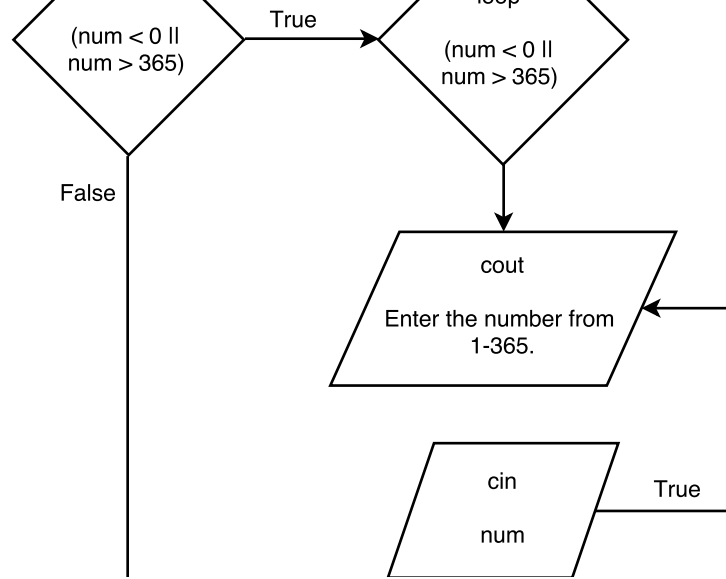 loop
True
(num < 0 ||
num > 365)
(num < 0 ||
num > 365)
False
cout
Enter the number from
1-365.
cin
True
num